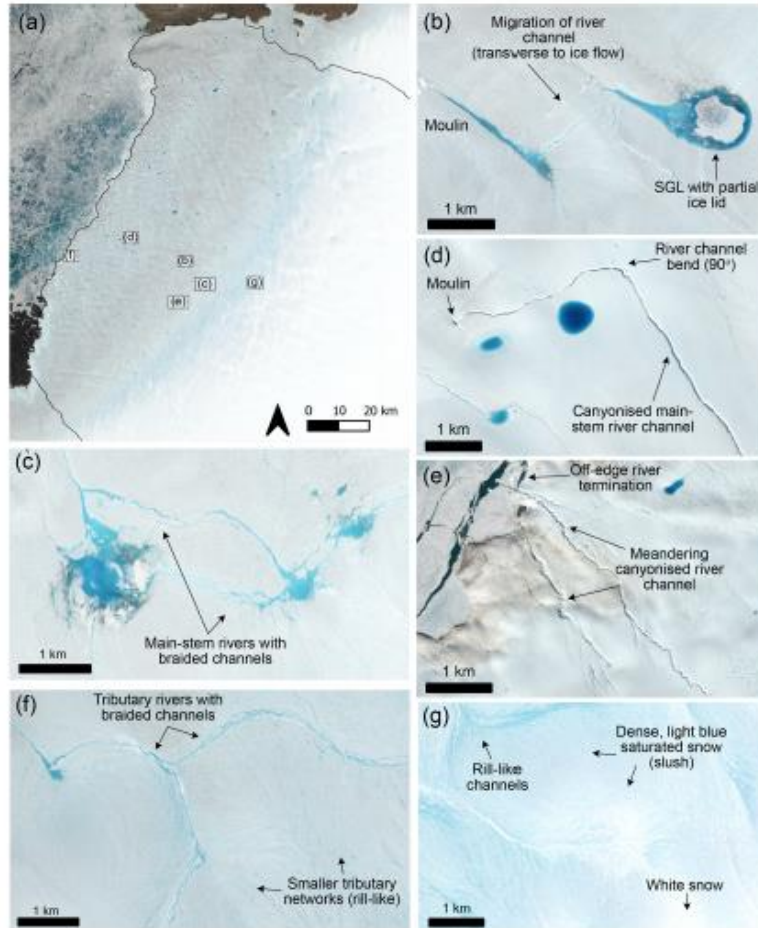 (a)
(f)
(d)
(b)
(c)
(e)
(g)
0 10 20 km
(b)
Migration of river
channel
(transverse to ice flow)
Moulin
SGL with partial
ice lid
1 km
(c)
Main-stem rivers with
braided channels
1 km
(d)
River channel
bend (90°)
Moulin
Canyonised main-
stem river channel
1 km
(e)
Off-edge river
termination
Meandering
canyonised river
channel
1 km
(f)
Tributary rivers with
braided channels
Smaller tributary
networks (rill-like)
1 km
(g)
Dense, light blue
saturated snow
(slush)
Rill-like
channels
White snow
1 km